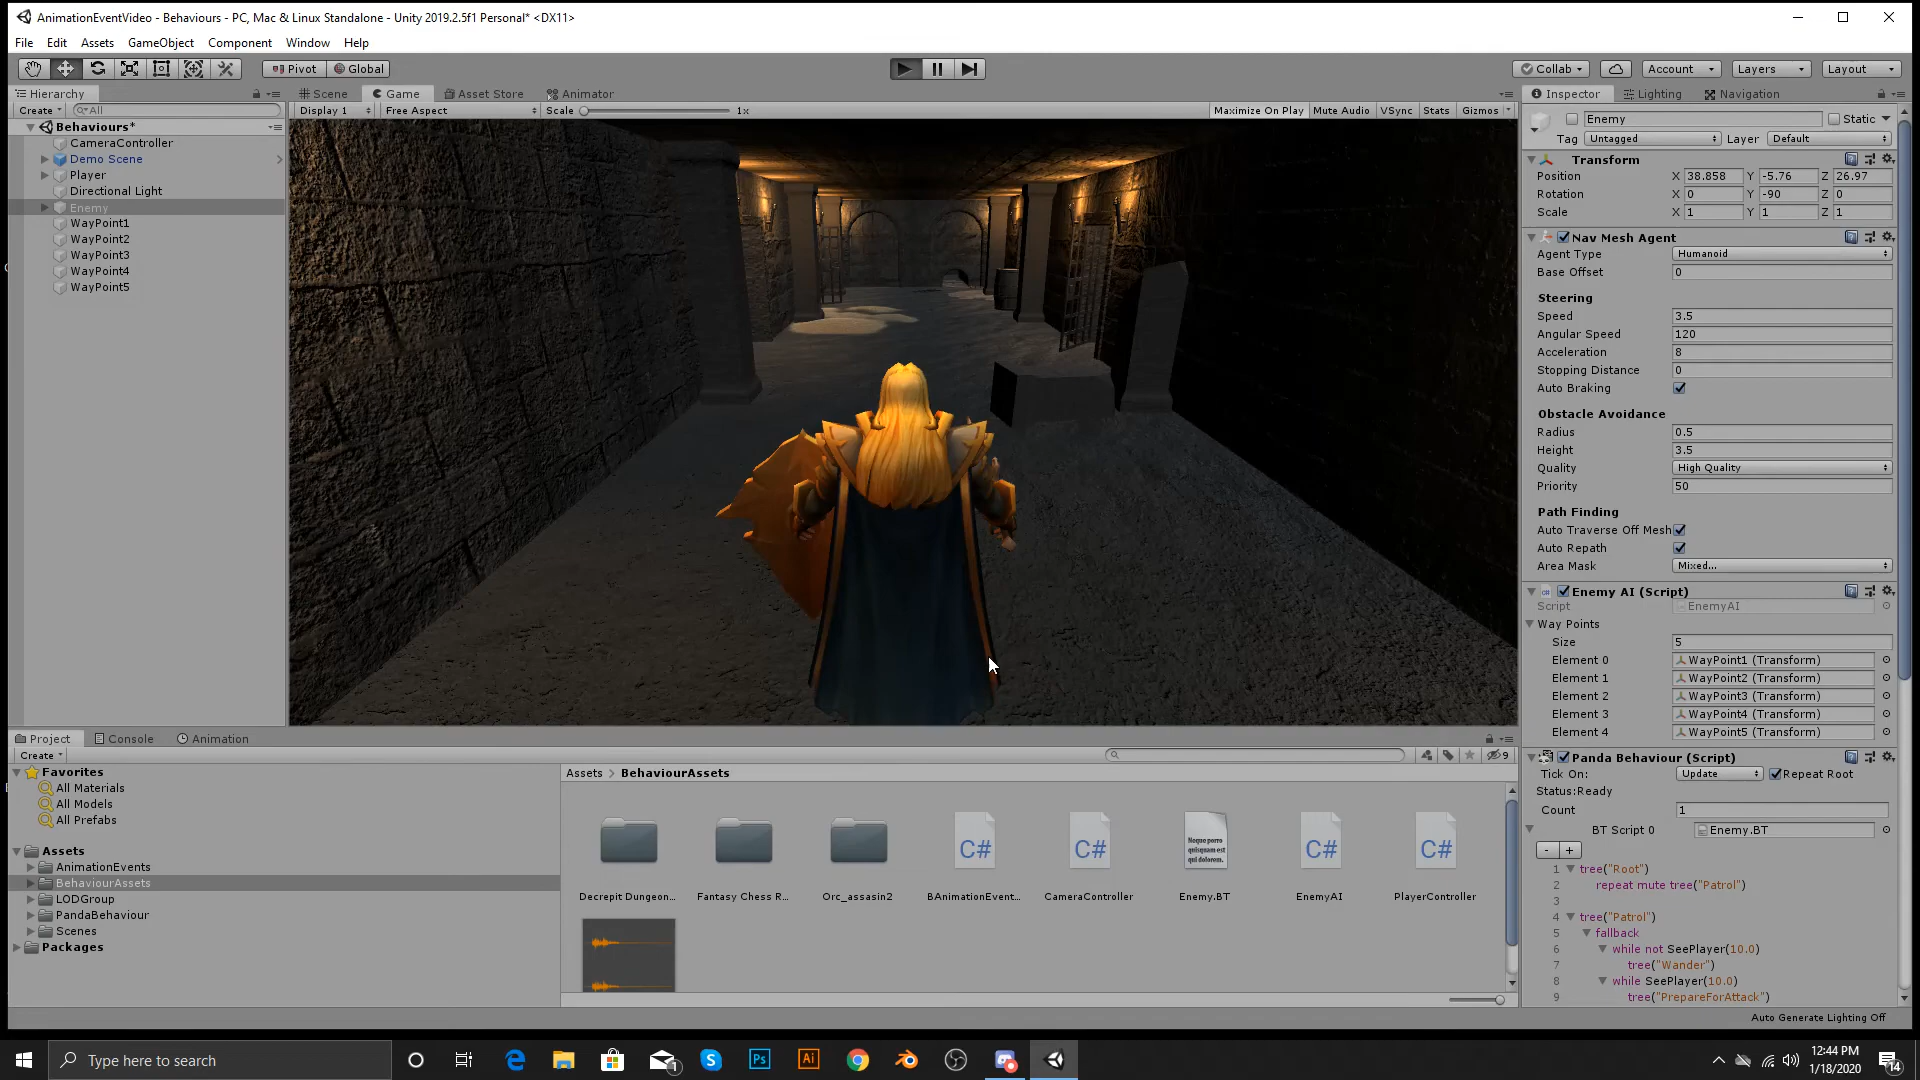 AnimationEventVideo - Behaviours - PC, Mac & Linux Standalone - Unity 2019.2.5f1 Personal* <DX11>
File Edit Assets GameObject Component Window Help
Pivot Global Collab Account Layers Layout
Hierarchy
Create All
Behaviours*
CameraController
Demo Scene
Player
Directional Light
Enemy
WayPoint1
WayPoint2
WayPoint3
WayPoint4
WayPoint5
Scene Game Asset Store Animator
Display 1 Free Aspect Scale 1x Maximize On Play Mute Audio VSync Stats Gizmos
Inspector Lighting Navigation
Enemy Static
Tag Untagged Layer Default
Transform
Position X 38.858 Y -5.76 Z 26.97
Rotation X 0 Y -90 Z 0
Scale X 1 Y 1 Z 1
Nav Mesh Agent
Agent Type Humanoid
Base Offset 0
Steering
Speed 3.5
Angular Speed 120
Acceleration 8
Stopping Distance 0
Auto Braking
Obstacle Avoidance
Radius 0.5
Height 3.5
Quality High Quality
Priority 50
Path Finding
Auto Traverse Off Mesh
Auto Repath
Area Mask Mixed...
Enemy AI (Script)
Script EnemyAI
Way Points
Size 5
Element 0 WayPoint1 (Transform)
Element 1 WayPoint2 (Transform)
Element 2 WayPoint3 (Transform)
Element 3 WayPoint4 (Transform)
Element 4 WayPoint5 (Transform)
Panda Behaviour (Script)
Tick On: Update Repeat Root
Status:Ready
Count 1
BT Script 0 Enemy.BT
- +
1 tree("Root")
2 repeat mute tree("Patrol")
3
4 tree("Patrol")
5 fallback
6 while not SeePlayer(10.0)
7 tree("Wander")
8 while SeePlayer(10.0)
9 tree("PrepareForAttack")
Auto Generate Lighting Off
Project Console Animation
Create
9
Favorites
All Materials
All Models
All Prefabs
Assets
AnimationEvents
BehaviourAssets
LODGroup
PandaBehaviour
Scenes
Packages
Assets > BehaviourAssets
C# C# Neque porro quisquam est qui dolorem. C# C#
Decrepit Dungeon... Fantasy Chess R... Orc_assasin2 BAnimationEvent... CameraController Enemy.BT EnemyAI PlayerController
Type here to search
1
Ps
Ai
12:44 PM
1/18/2020
14